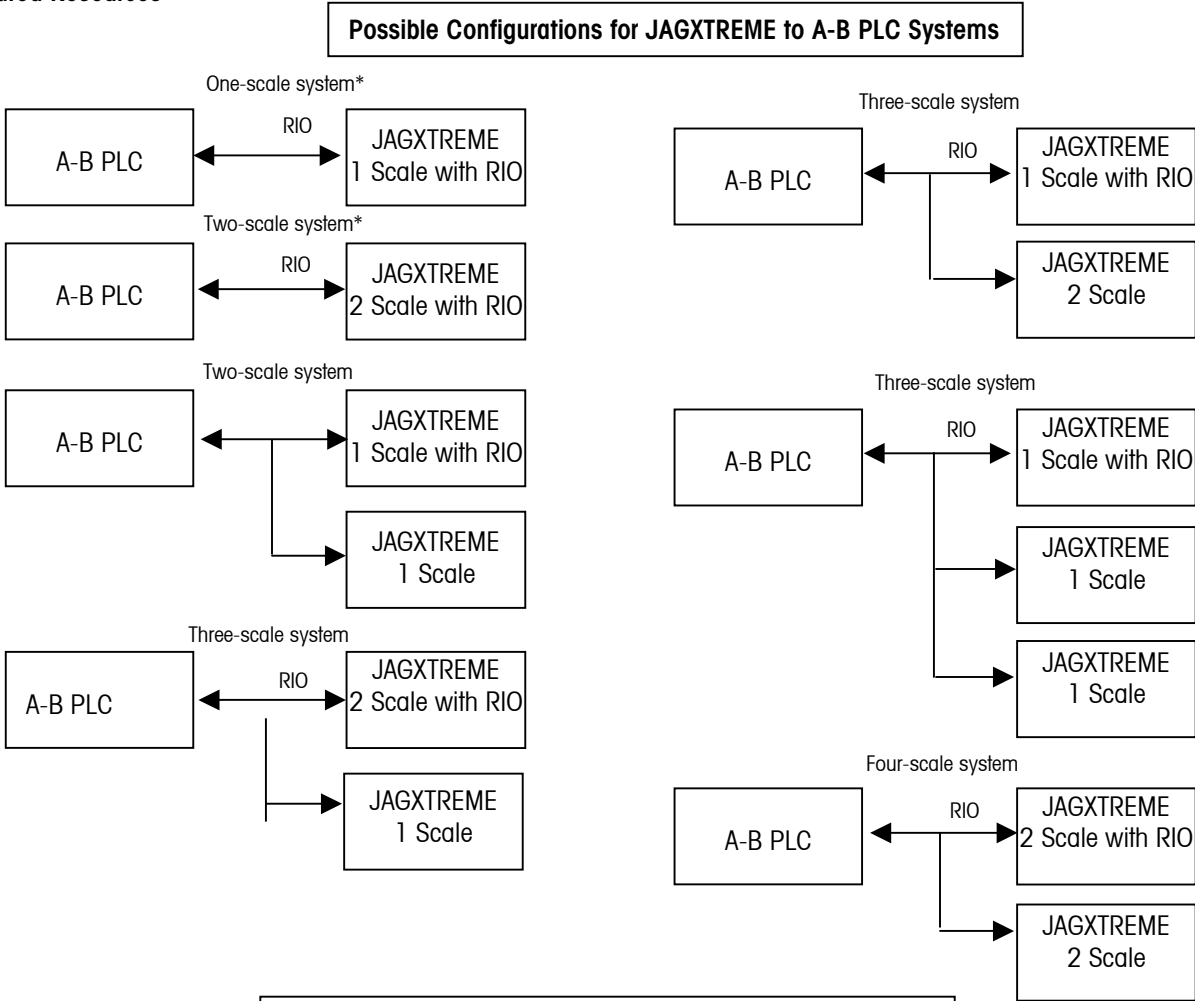 Possible Configurations for JAGXTREME to A-B PLC Systems
One-scale system*
A-B PLC
RIO
JAGXTREME
1 Scale with RIO
Two-scale system*
A-B PLC
RIO
JAGXTREME
2 Scale with RIO
Two-scale system
A-B PLC
JAGXTREME
1 Scale with RIO
JAGXTREME
1 Scale
Three-scale system
A-B PLC
RIO
JAGXTREME
2 Scale with RIO
JAGXTREME
1 Scale
Three-scale system
A-B PLC
RIO
JAGXTREME
1 Scale with RIO
JAGXTREME
2 Scale
Three-scale system
A-B PLC
RIO
JAGXTREME
1 Scale with RIO
JAGXTREME
1 Scale
JAGXTREME
1 Scale
Four-scale system
A-B PLC
RIO
JAGXTREME
2 Scale with RIO
JAGXTREME
2 Scale